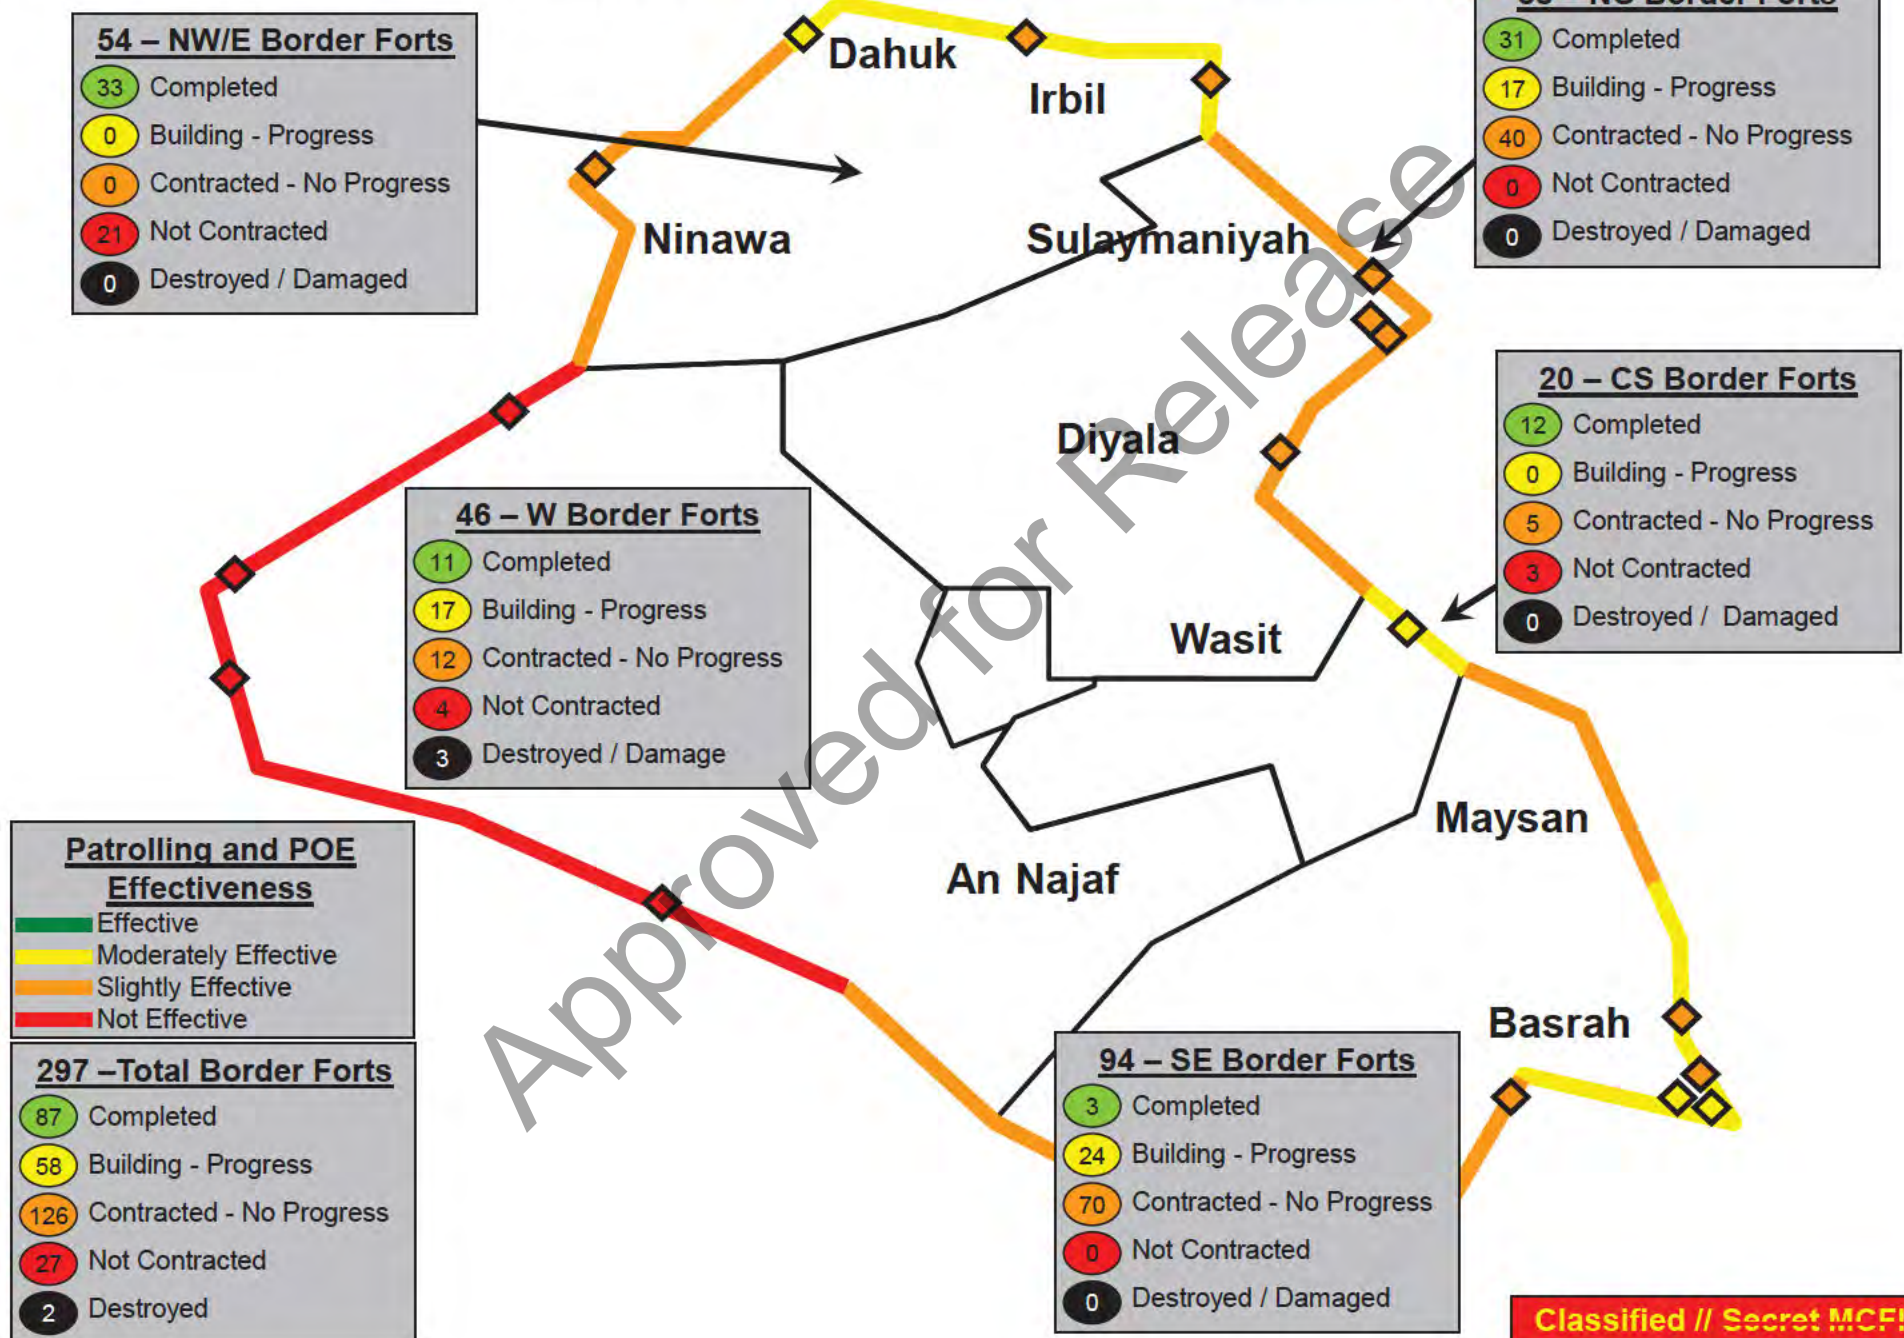 54 – NW/E Border Forts
33 Completed
0 Building - Progress
0 Contracted - No Progress
21 Not Contracted
0 Destroyed / Damaged
Border Forts
31 Completed
17 Building - Progress
40 Contracted - No Progress
0 Not Contracted
0 Destroyed / Damaged
Dahuk
Irbil
Ninawa
Sulaymaniyah
20 – CS Border Forts
12 Completed
0 Building - Progress
5 Contracted - No Progress
3 Not Contracted
0 Destroyed / Damaged
Diyala
46 – W Border Forts
11 Completed
17 Building - Progress
12 Contracted - No Progress
4 Not Contracted
3 Destroyed / Damage
Wasit
Maysan
An Najaf
Basrah
Patrolling and POE
Effectiveness
Effective
Moderately Effective
Slightly Effective
Not Effective
297 –Total Border Forts
87 Completed
58 Building - Progress
126 Contracted - No Progress
27 Not Contracted
2 Destroyed
94 – SE Border Forts
3 Completed
24 Building - Progress
70 Contracted - No Progress
0 Not Contracted
0 Destroyed / Damaged
Approved for Release
Classified // Secret